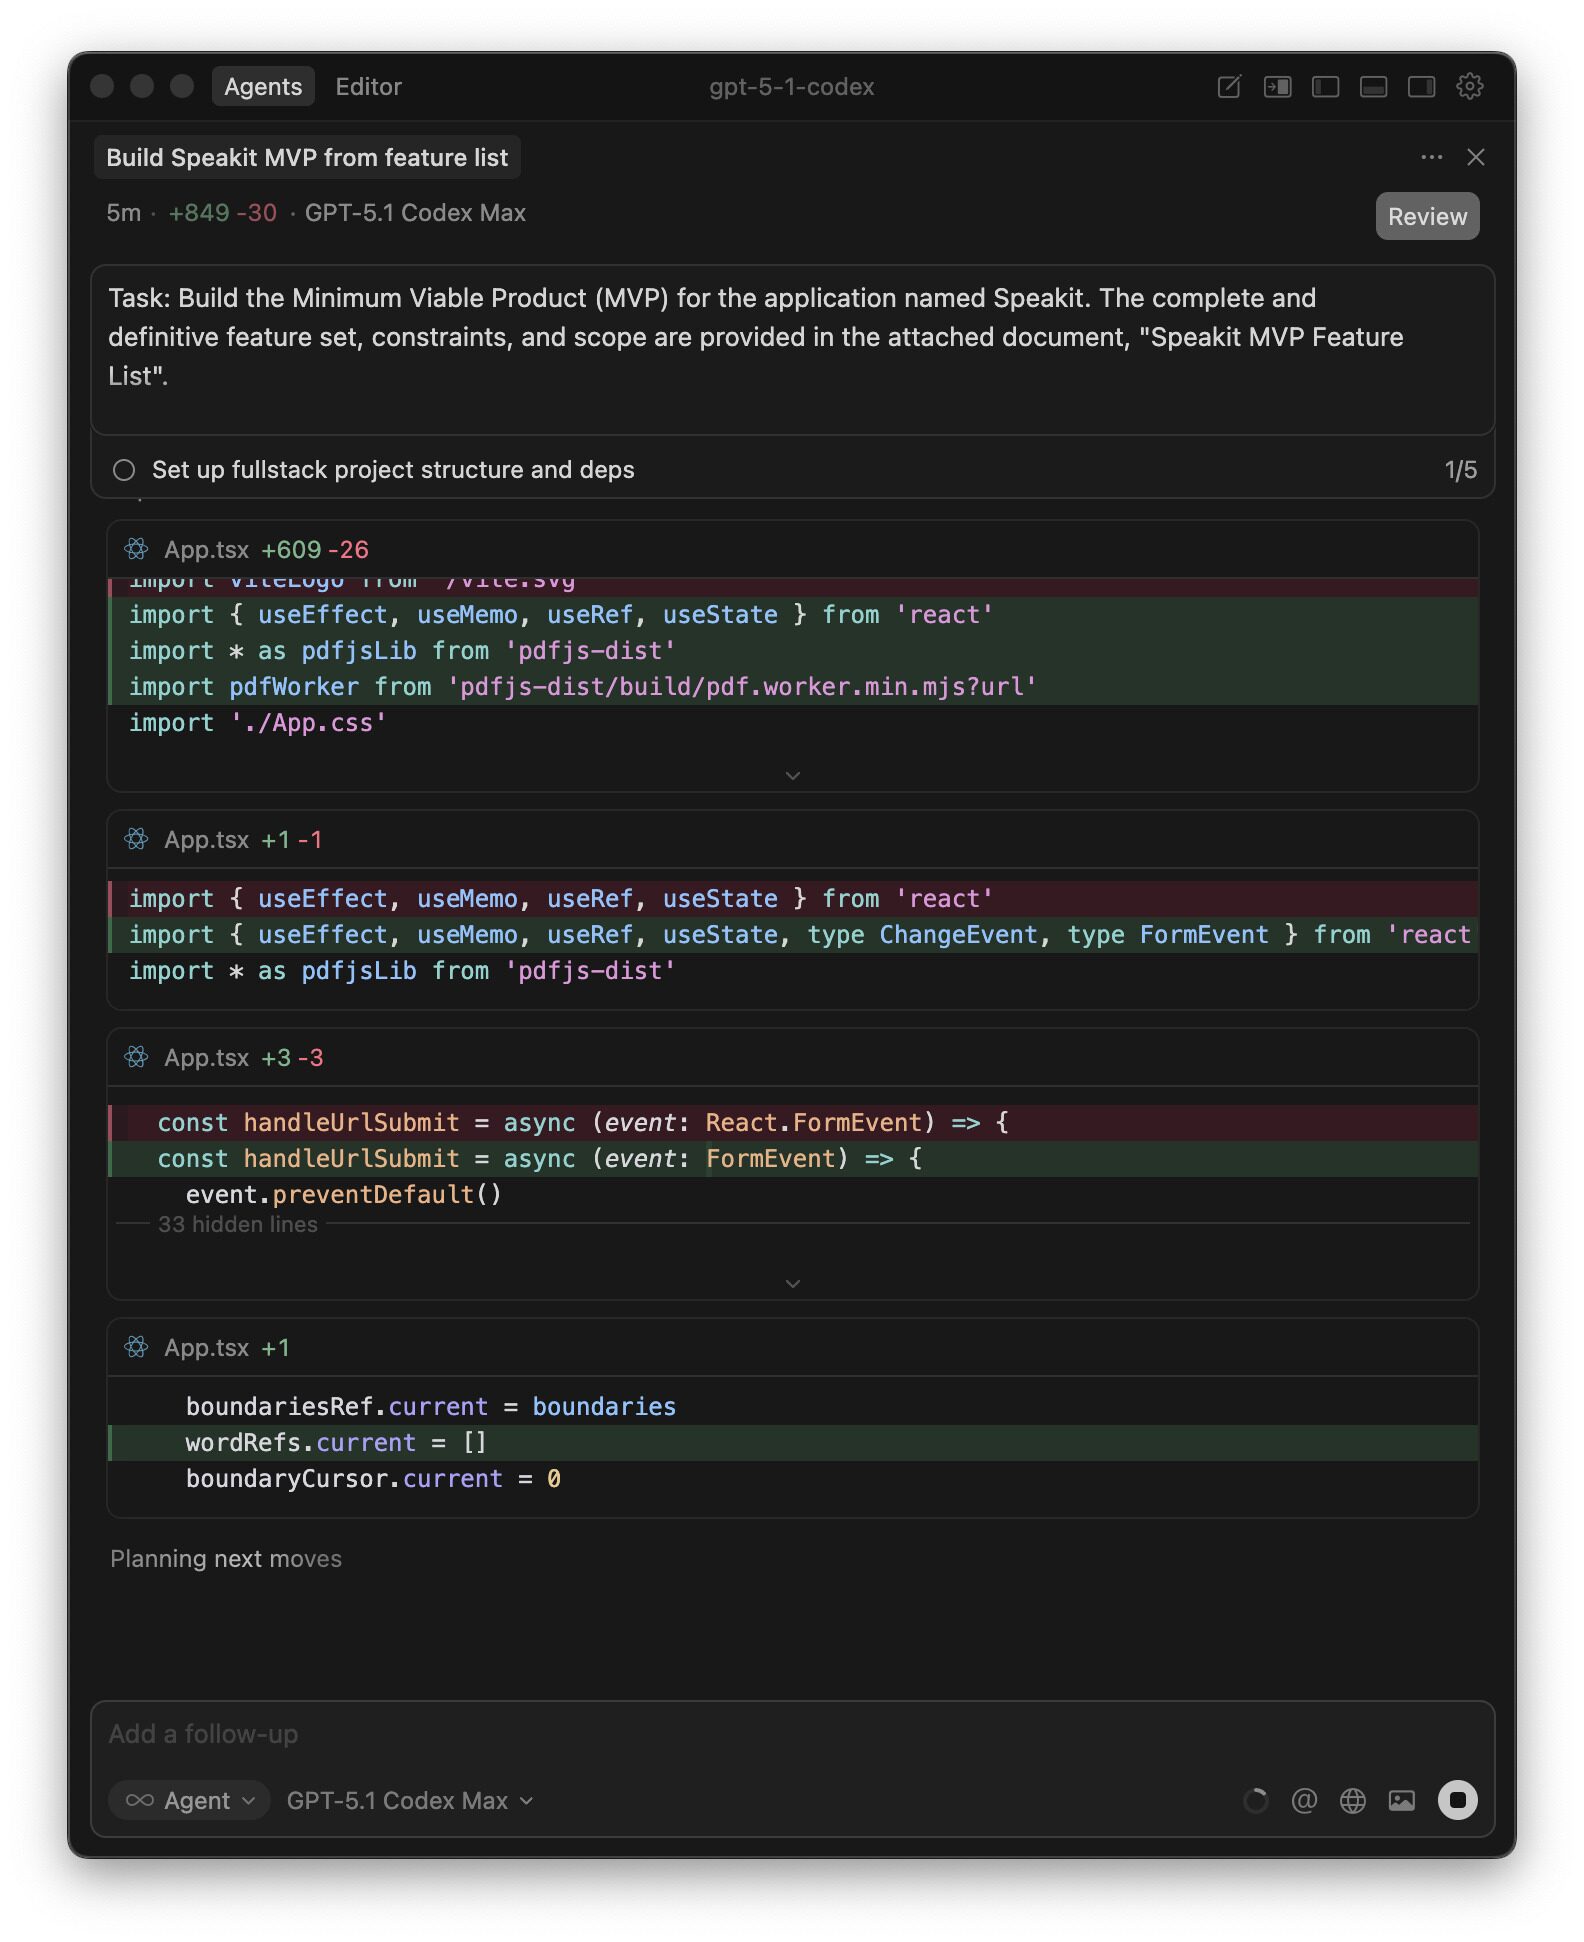 Agents Editor gpt-5-1-codex
Build Speakit MVP from feature list
5m · +849 -30 · GPT-5.1 Codex Max
Review
Task: Build the Minimum Viable Product (MVP) for the application named Speakit. The complete and
definitive feature set, constraints, and scope are provided in the attached document, "Speakit MVP Feature
List".
Set up fullstack project structure and deps 1/5
App.tsx +609 -26
import viteLogo from '/vite.svg'
import { useEffect, useMemo, useRef, useState } from 'react'
import * as pdfjsLib from 'pdfjs-dist'
import pdfWorker from 'pdfjs-dist/build/pdf.worker.min.mjs?url'
import './App.css'
App.tsx +1 -1
import { useEffect, useMemo, useRef, useState } from 'react'
import { useEffect, useMemo, useRef, useState, type ChangeEvent, type FormEvent } from 'react
import * as pdfjsLib from 'pdfjs-dist'
App.tsx +3 -3
const handleUrlSubmit = async (event: React.FormEvent) => {
const handleUrlSubmit = async (event: FormEvent) => {
event.preventDefault()
33 hidden lines
App.tsx +1
boundariesRef.current = boundaries
wordRefs.current = []
boundaryCursor.current = 0
Planning next moves
Add a follow-up
Agent GPT-5.1 Codex Max